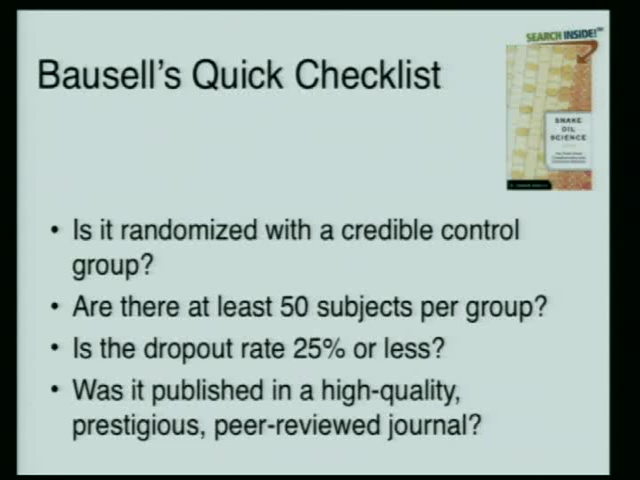 SEARCH INSIDE!™
Bausell's Quick Checklist
SNAKE
OIL
SCIENCE
• Is it randomized with a credible control
group?
• Are there at least 50 subjects per group?
• Is the dropout rate 25% or less?
• Was it published in a high-quality,
prestigious, peer-reviewed journal?